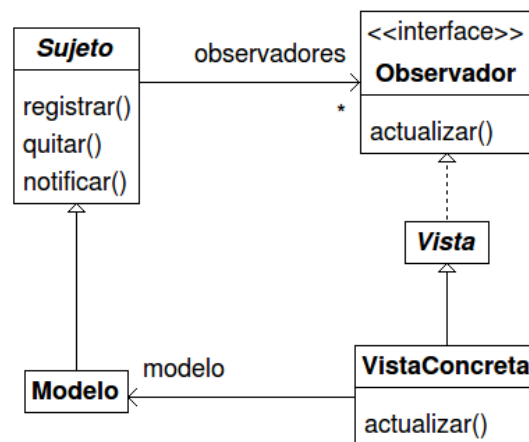 Sujeto
registrar()
quitar()
notificar()
observadores
*
<<interface>>
Observador
actualizar()
Vista
Modelo
modelo
VistaConcreta
actualizar()